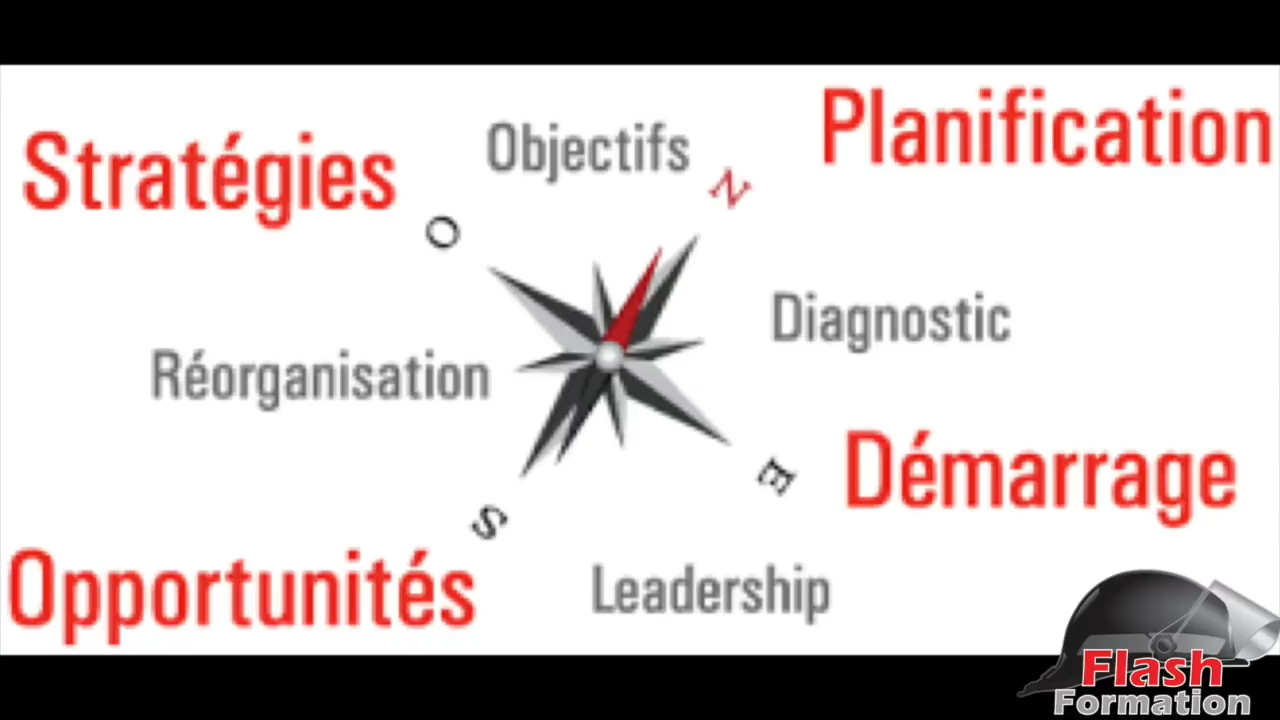 Planification
Stratégies
Objectifs
N
O
Diagnostic
Réorganisation
Démarrage
E
S
Opportunités
Leadership
Flash
Formation